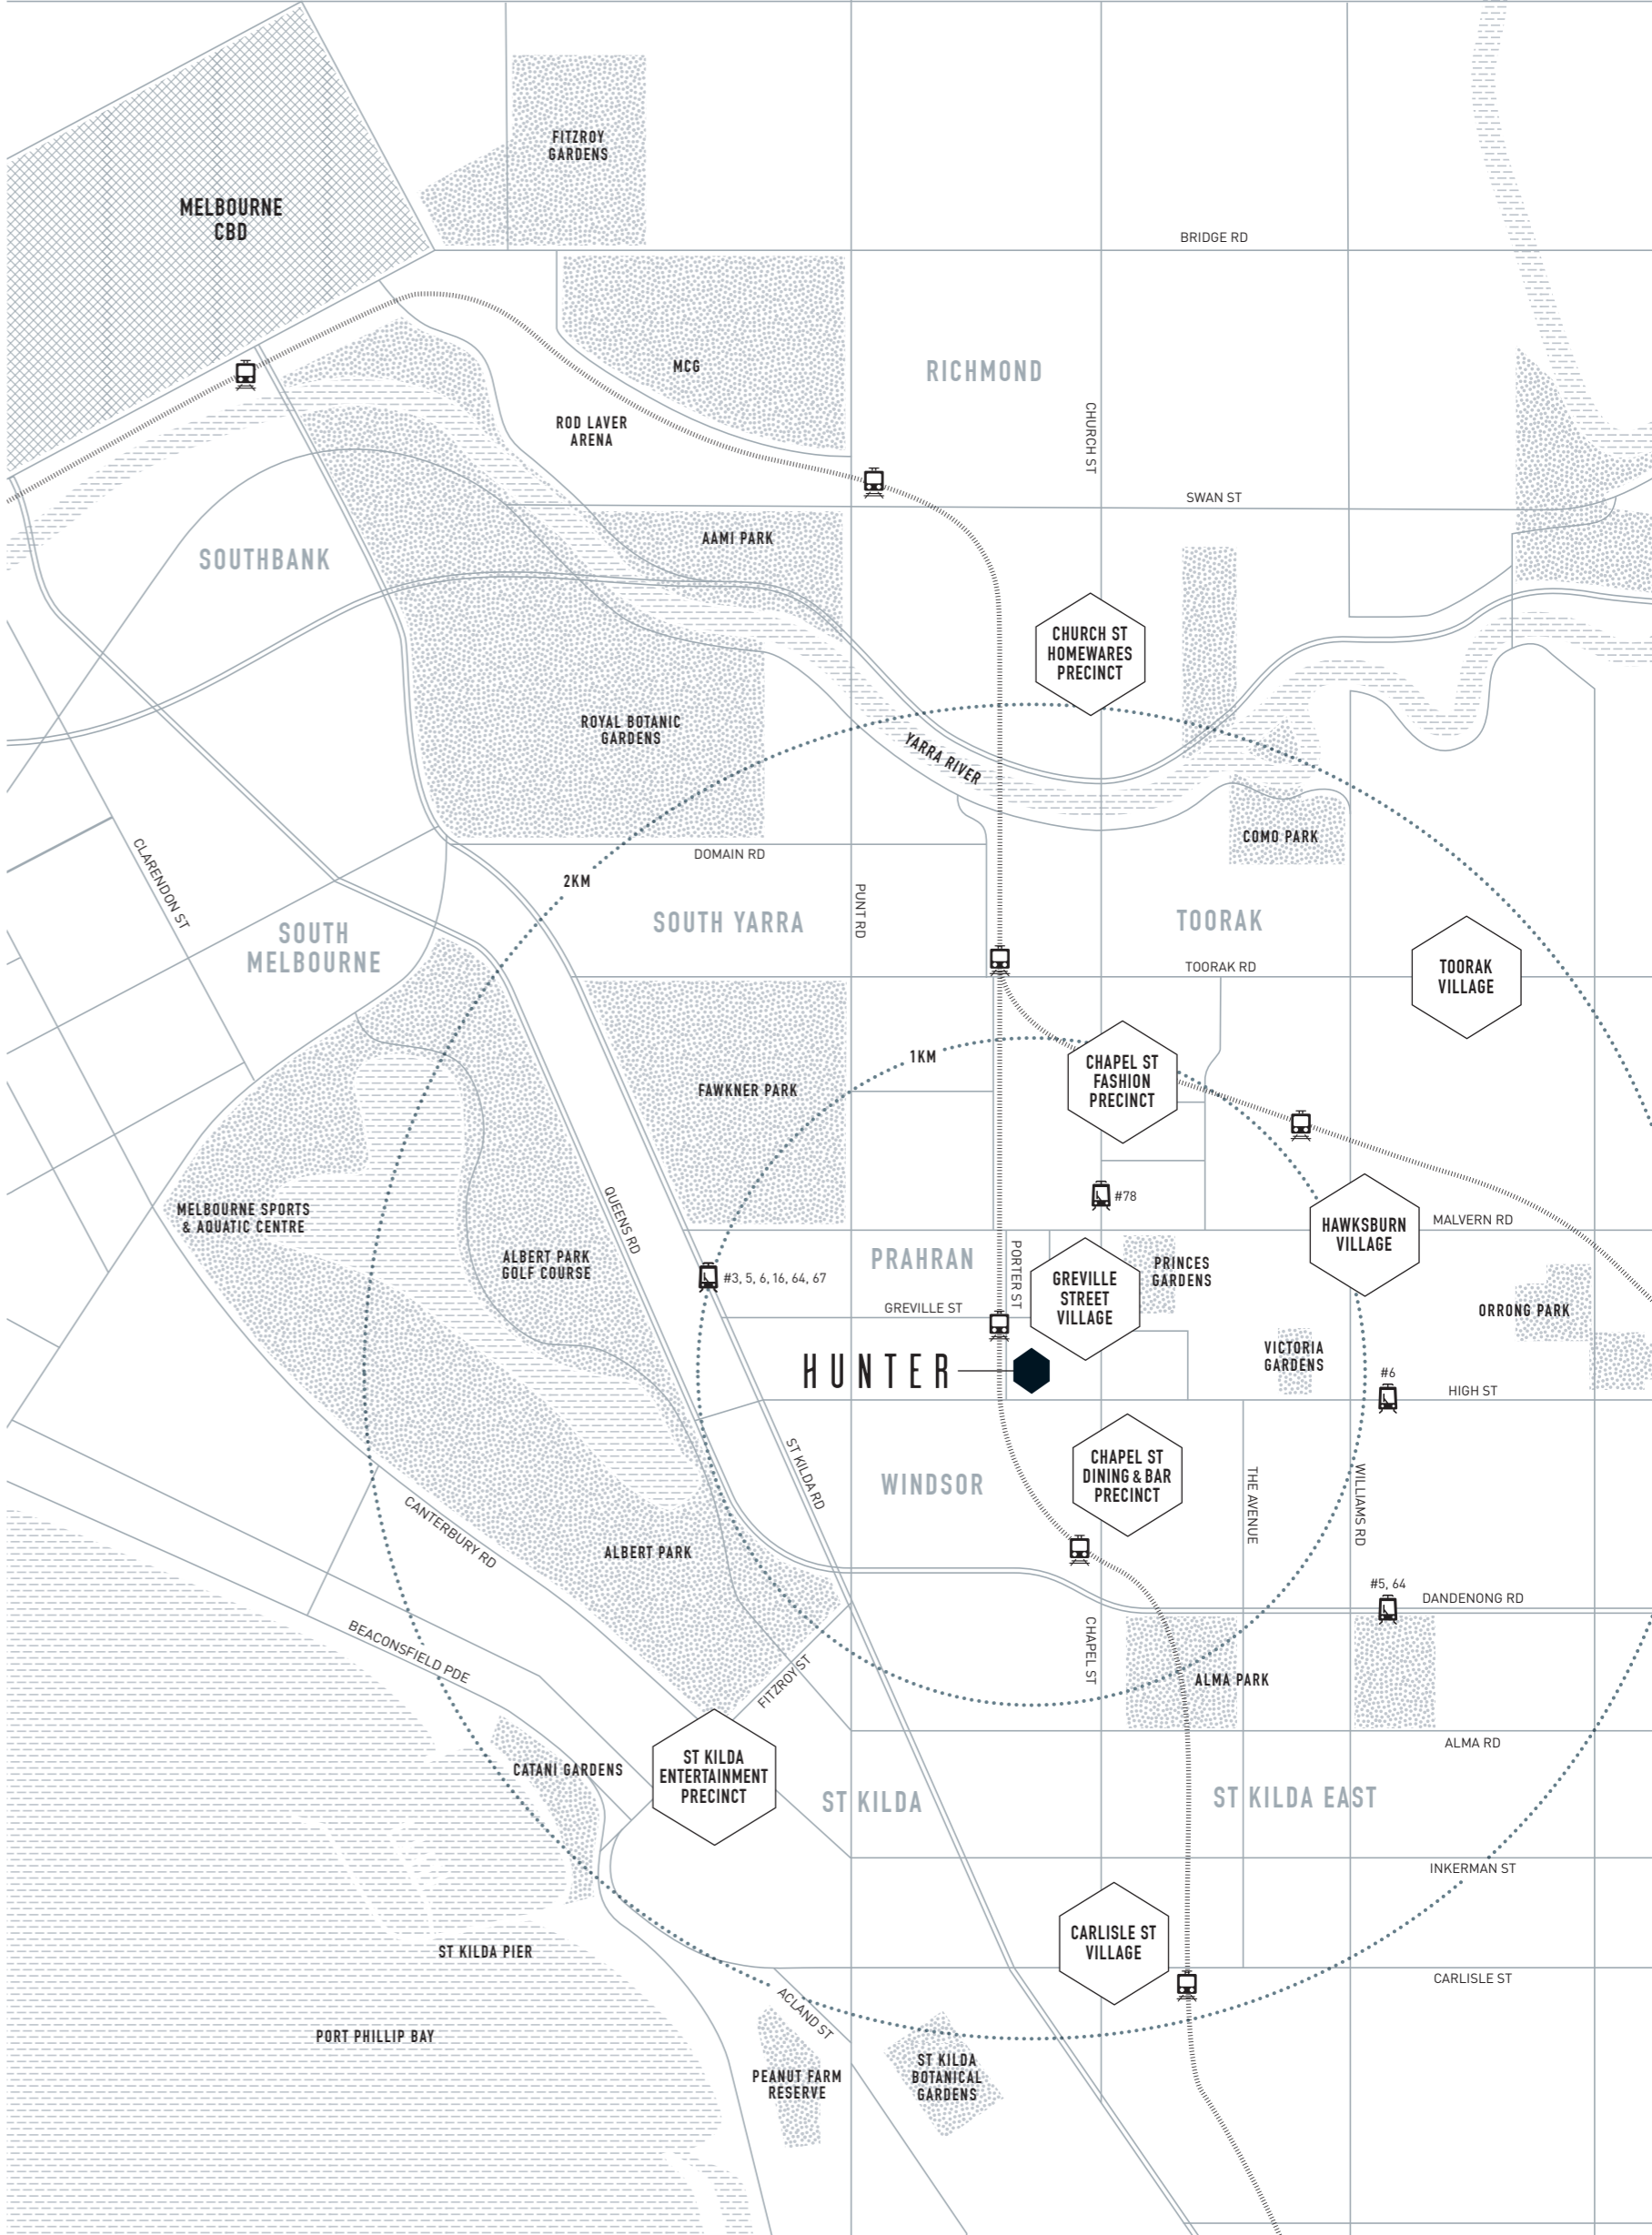 FITZROY
GARDENS
MELBOURNE
CBD
BRIDGE RD
MCG
RICHMOND
ROD LAVER
ARENA
CHURCH ST
SWAN ST
AAMI PARK
SOUTHBANK
CHURCH ST
HOMEWARES
PRECINCT
ROYAL BOTANIC
GARDENS
YARRA RIVER
COMO PARK
DOMAIN RD
CLARENDON ST
2KM
PUNT RD
SOUTH YARRA
TOORAK
SOUTH
MELBOURNE
TOORAK RD
TOORAK
VILLAGE
1KM
CHAPEL ST
FASHION
PRECINCT
FAWKNER PARK
#78
MELBOURNE SPORTS
& AQUATIC CENTRE
QUEENS RD
MALVERN RD
HAWKSBURN
VILLAGE
ALBERT PARK
GOLF COURSE
PRAHRAN
PORTER ST
PRINCES
GARDENS
#3, 5, 6, 16, 64, 67
GREVILLE
STREET
VILLAGE
GREVILLE ST
ORRONG PARK
VICTORIA
GARDENS
HUNTER
#6
HIGH ST
ST KILDA RD
CHAPEL ST
DINING & BAR
PRECINCT
WINDSOR
THE AVENUE
WILLIAMS RD
CANTERBURY RD
ALBERT PARK
#5, 64
DANDENONG RD
BEACONSFIELD PDE
CHAPEL ST
FITZROY ST
ALMA PARK
ALMA RD
CATANI GARDENS
ST KILDA
ENTERTAINMENT
PRECINCT
ST KILDA
ST KILDA EAST
INKERMAN ST
CARLISLE ST
VILLAGE
ST KILDA PIER
CARLISLE ST
ACLAND ST
PORT PHILLIP BAY
PEANUT FARM
RESERVE
ST KILDA
BOTANICAL
GARDENS